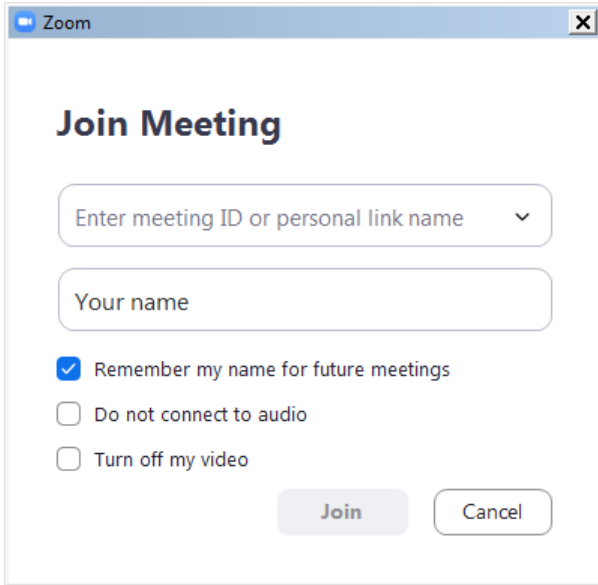 Zoom
Join Meeting
Enter meeting ID or personal link name
Your name
Remember my name for future meetings
Do not connect to audio
Turn off my video
Join Cancel